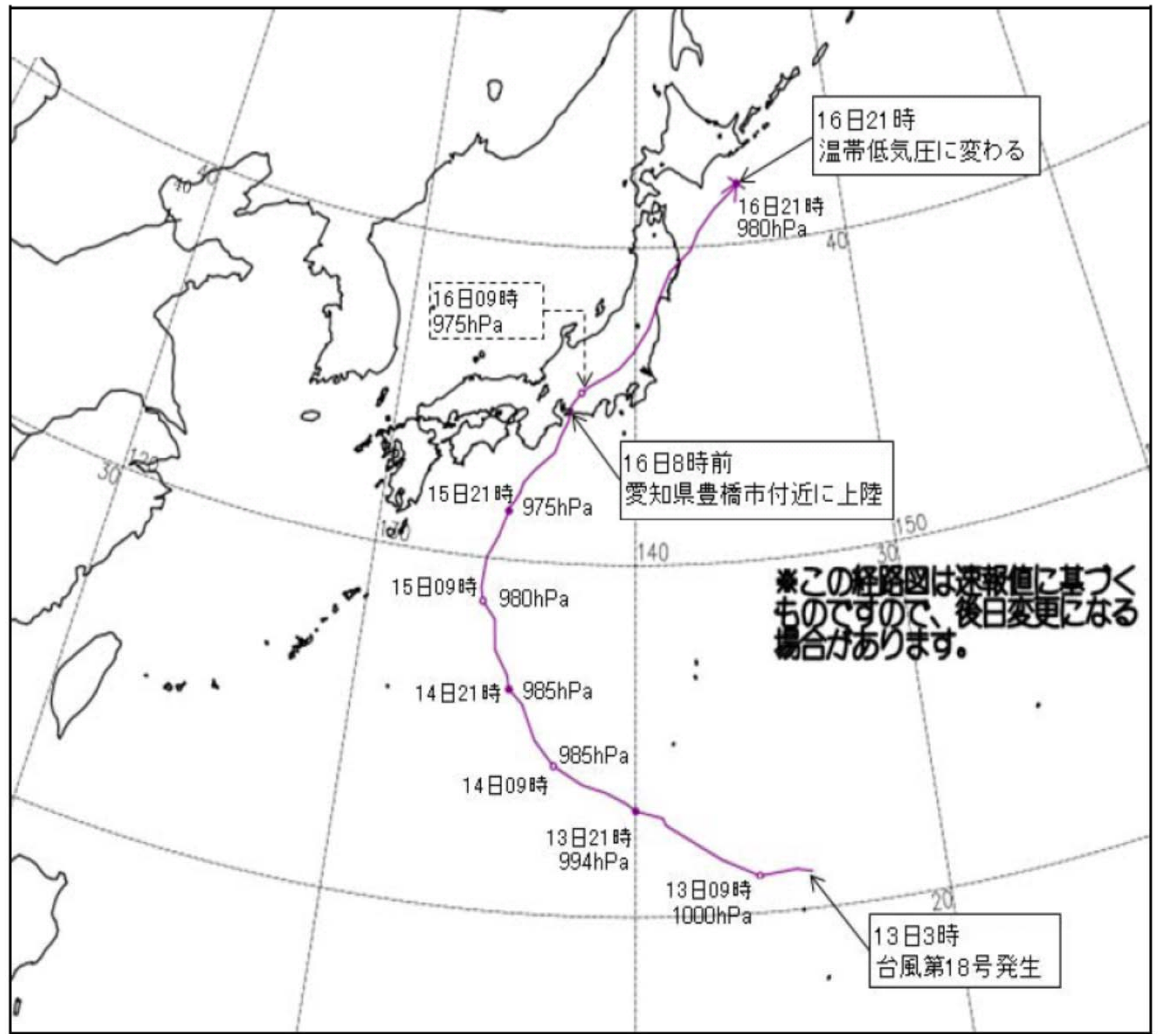 16日21時
温帯低気圧に変わる
40
50
16日21時
980hPa
40
16日09時
975hPa
16日8時前
愛知県豊橋市付近に上陸
30
120
15日21時
975hPa
150
130
140
30
※この経路図は速報値に基づく
ものですので、後日変更になる
場合があります。
15日09時
980hPa
14日21時
985hPa
985hPa
14日09時
13日21時
994hPa
13日09時
1000hPa
20
13日3時
台風第18号発生